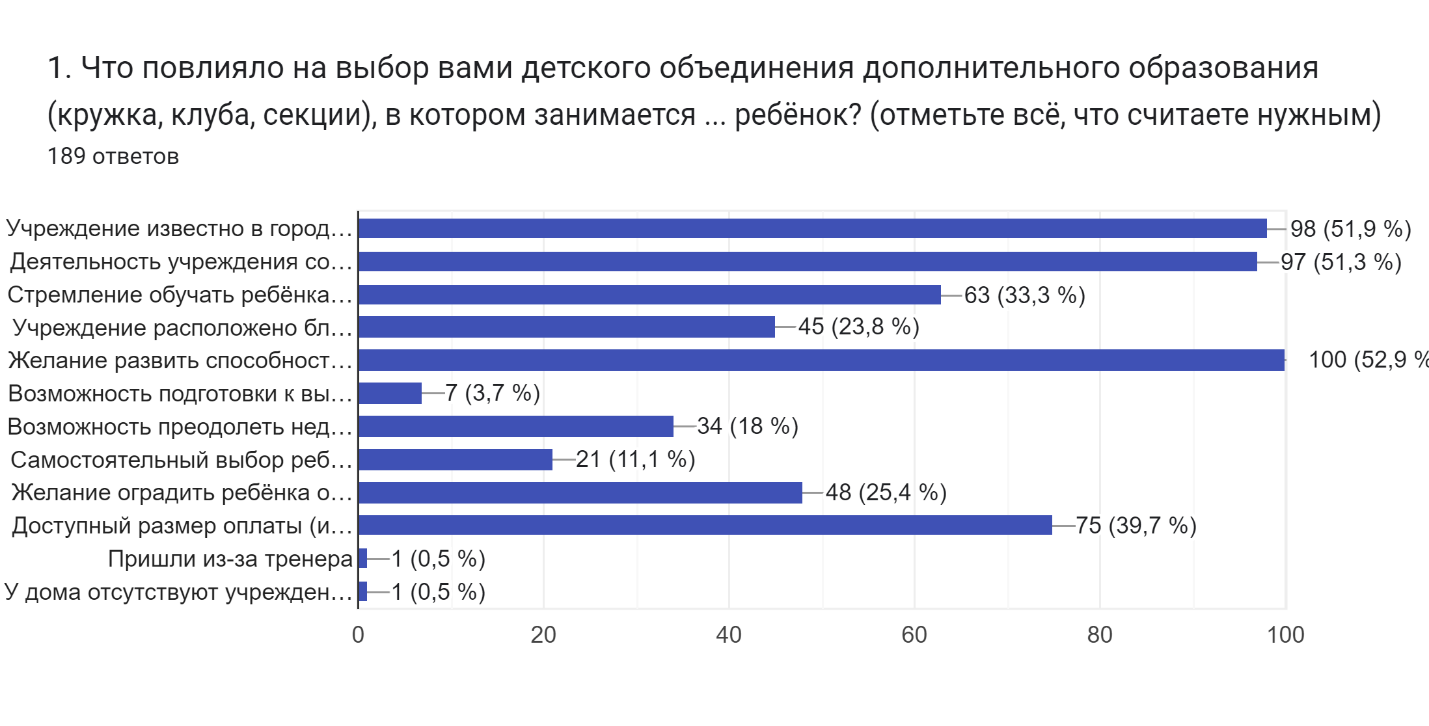 1. Что повлияло на выбор вами детского объединения дополнительного образования
(кружка, клуба, секции), в котором занимается ... ребёнок? (отметьте всё, что считаете нужным)
189 ответов
Учреждение известно в город… 98 (51,9 %)
Деятельность учреждения со… 97 (51,3 %)
Стремление обучать ребёнка… 63 (33,3 %)
Учреждение расположено бл… 45 (23,8 %)
Желание развить способност… 100 (52,9 %
Возможность подготовки к вы… 7 (3,7 %)
Возможность преодолеть нед… 34 (18 %)
Самостоятельный выбор реб… 21 (11,1 %)
Желание оградить ребёнка о… 48 (25,4 %)
Доступный размер оплаты (и… 75 (39,7 %)
Пришли из-за тренера 1 (0,5 %)
У дома отсутствуют учрежден… 1 (0,5 %)
0 20 40 60 80 100